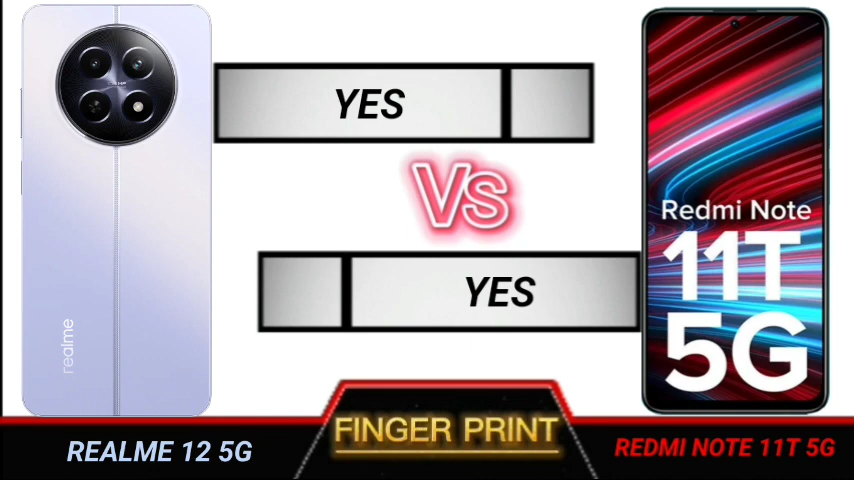 YES
Vs
YES
realme
Redmi Note
11T
5G
FINGER PRINT
REALME 12 5G
REDMI NOTE 11T 5G